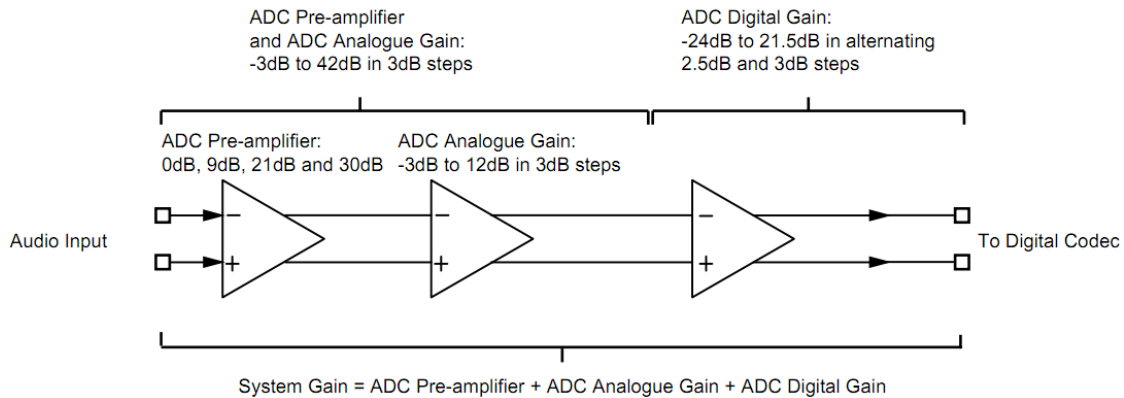 ADC Pre-amplifier
and ADC Analogue Gain:
-3dB to 42dB in 3dB steps
ADC Digital Gain:
-24dB to 21.5dB in alternating
2.5dB and 3dB steps
ADC Pre-amplifier:
0dB, 9dB, 21dB and 30dB
ADC Analogue Gain:
-3dB to 12dB in 3dB steps
Audio Input
− − −
+ + +
To Digital Codec
System Gain = ADC Pre-amplifier + ADC Analogue Gain + ADC Digital Gain